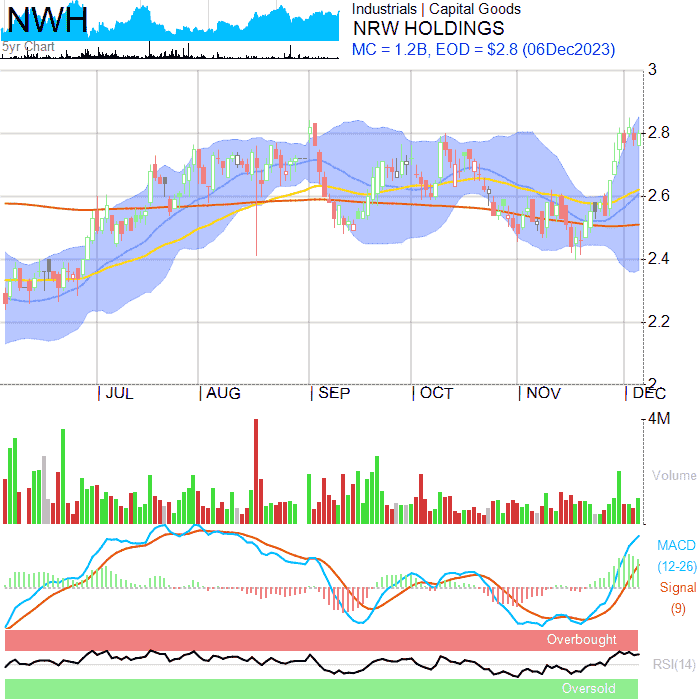 NWH
5yr Chart
Industrials | Capital Goods
NRW HOLDINGS
MC = 1.2B, EOD = $2.8 (06Dec2023)
3
2.8
2.6
2.4
2.2
2
JUL AUG SEP OCT NOV DEC
4M
Volume
MACD
(12-26)
Signal
(9)
Overbought
RSI(14)
Oversold